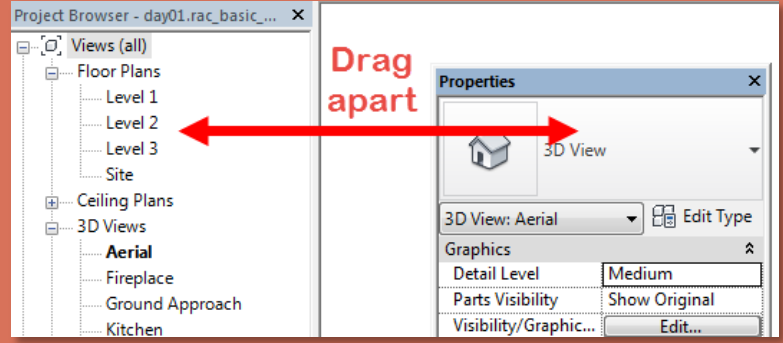 Project Browser - day01.rac_basic_...
Views (all)
Floor Plans
Level 1
Level 2
Level 3
Site
Ceiling Plans
3D Views
Aerial
Fireplace
Ground Approach
Kitchen
Drag
apart
Properties
3D View
3D View: Aerial
Edit Type
Graphics
Detail Level Medium
Parts Visibility Show Original
Visibility/Graphic... Edit...